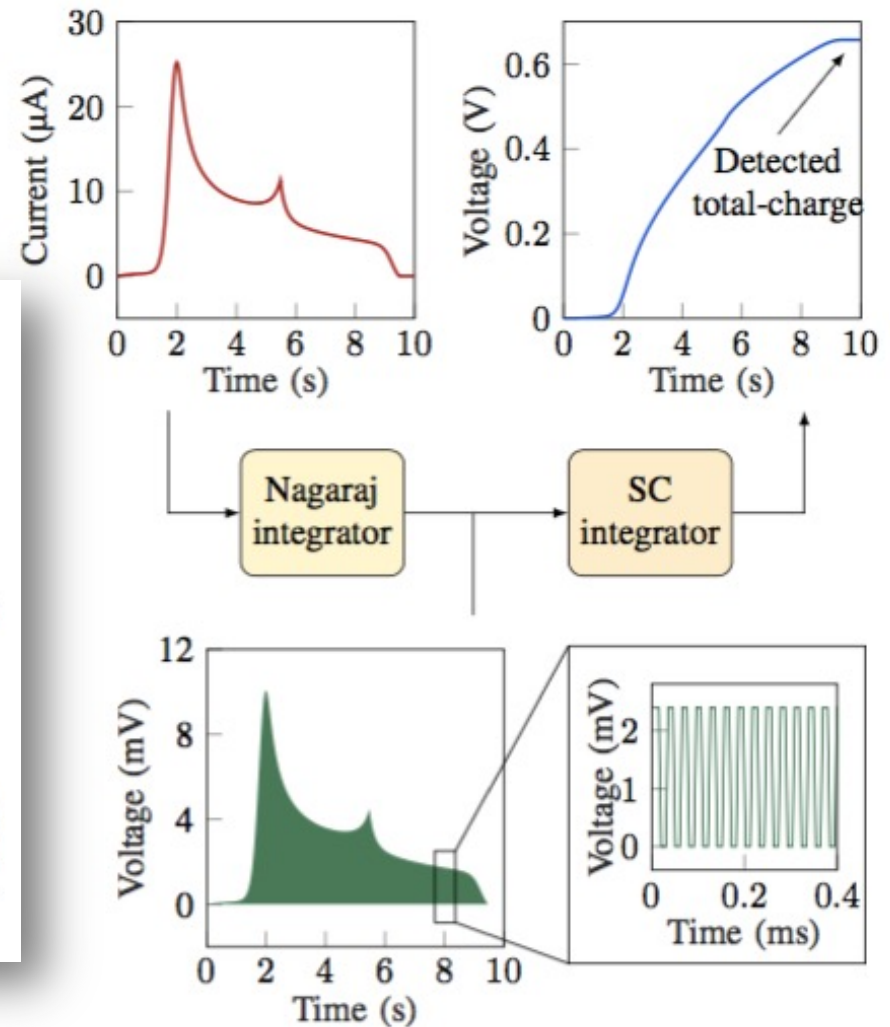 30
20
10
0
Current (μA)
0 2 4 6 8 10
Time (s)
0.6
0.4
0.2
0
Voltage (V)
Detected
total-charge
0 2 4 6 8 10
Time (s)
Nagaraj
integrator
SC
integrator
12
8
4
0
Voltage (mV)
0 2 4 6 8 10
Time (s)
2
1
0
Voltage (mV)
0 0.2 0.4
Time (ms)